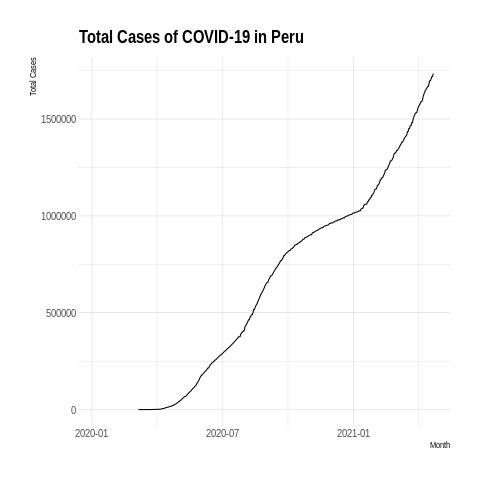 Total Cases of COVID-19 in Peru
Total Cases
1500000
1000000
500000
0
2020-01 2020-07 2021-01
Month